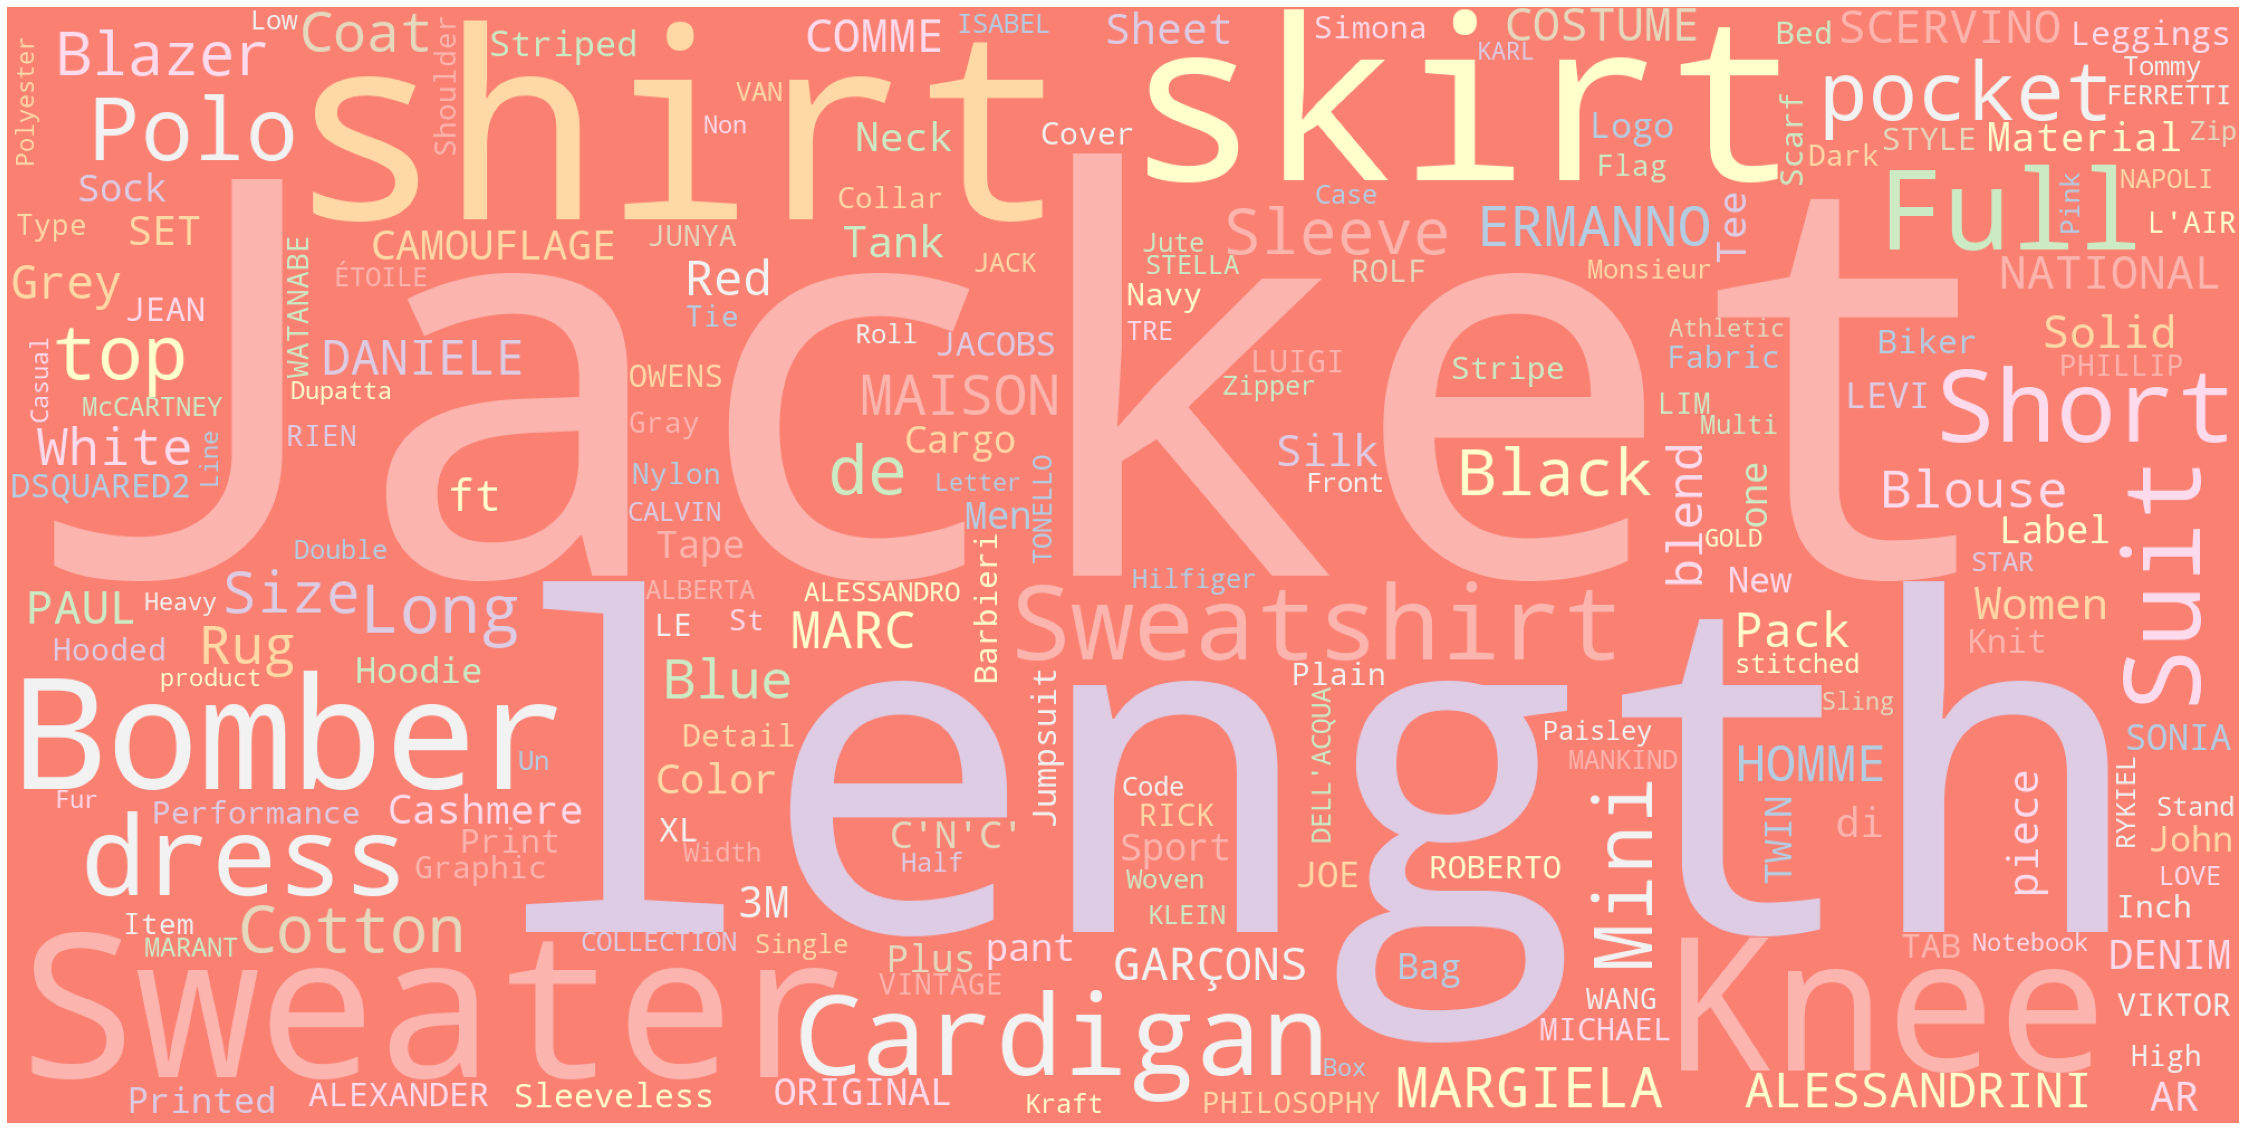 Low
Coat
Striped
COMME
ISABEL
Sheet
Simona
COSTUME
Bed
SCERVINO
Leggings
Blazer
Shoulder
shirt
skirt
KARL
Tommy
Polyester
Polo
VAN
Non
Neck
Cover
Logo
Flag
Scarf
pocket
FERRETTI
Dark
STYLE
Material
Zip
Sock
Type
SET
CAMOUFLAGE
Collar
JUNYA
Tank
Case
Sleeve
ERMANNO
Tee
Full
Pink
NAPOLI
L'AIR
Jacket
Grey
JEAN
WATANABE
ÉTOILE
Red
Tie
JACK
Jute
STELLA
Navy
TRE
ROLF
Monsieur
NATIONAL
top
Casual
DANIELE
Dupatta
Roll
JACOBS
OWENS
MAISON
LUIGI
Zipper
Stripe
Athletic
Fabric
Biker
Solid
PHILLIP
McCARTNEY
White
Line
RIEN
Gray
Cargo
de
LIM
Multi
LEVI
Short
DSQUARED2
ft
Nylon
CALVIN
Letter
Men
TONELLO
Silk
Front
Black
blend
one
GOLD
Blouse
Suit
Double
Tape
Label
STAR
PAUL
Heavy
Size
Long
ALBERTA
ALESSANDRO
Barbieri
Hilfiger
New
Women
Hooded
Rug
product
Hoodie
LE
St
MARC
Sweatshirt
Pack
stitched
Knit
length
Bomber
Un
Blue
Detail
Jumpsuit
Plain
DELL'ACQUA
Paisley
MANKIND
Sling
SONIA
Fur
Performance
Cashmere
Color
Code
RICK
HOMME
TWIN
di
piece
RYKIEL
Stand
John
dress
Print
Graphic
XL
Width
3M
C'N'C'
Half
Sport
Woven
KLEIN
JOE
ROBERTO
Mini
LOVE
Inch
Item
MARANT
Cotton
COLLECTION
Single
Plus
VINTAGE
pant
GARÇONS
Bag
WANG
MICHAEL
TAB
Notebook
DENIM
VIKTOR
Sweater
Cardigan
Box
Knee
High
Printed
ALEXANDER
Sleeveless
ORIGINAL
Kraft
PHILOSOPHY
MARGIELA
ALESSANDRINI
AR